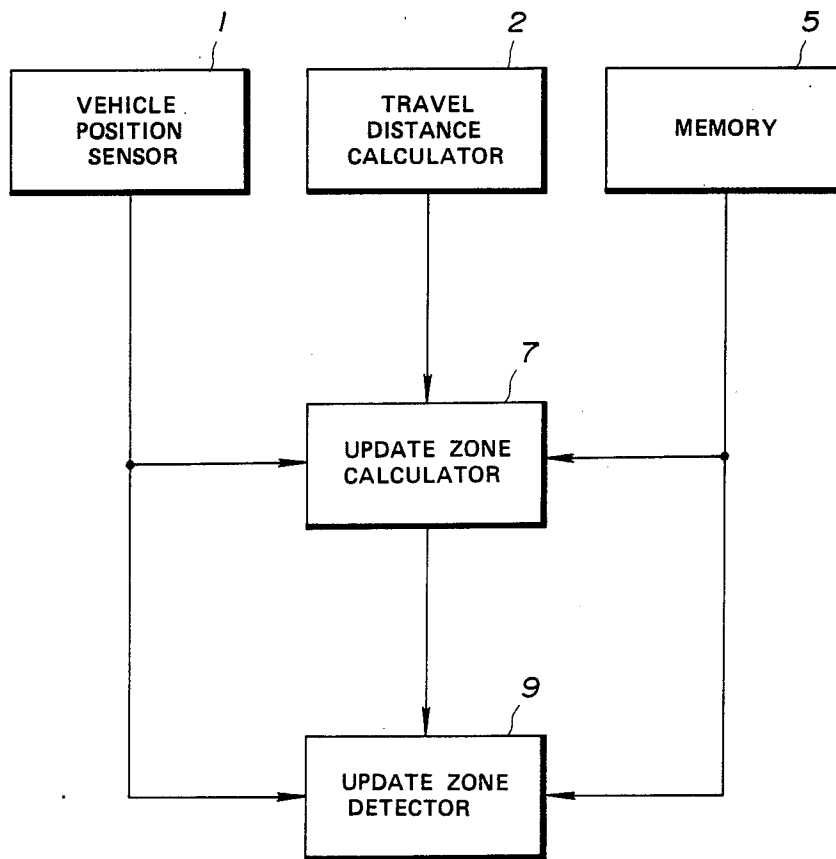 1
2
5
VEHICLE
POSITION
SENSOR
TRAVEL
DISTANCE
CALCULATOR
MEMORY
7
UPDATE ZONE
CALCULATOR
9
UPDATE ZONE
DETECTOR